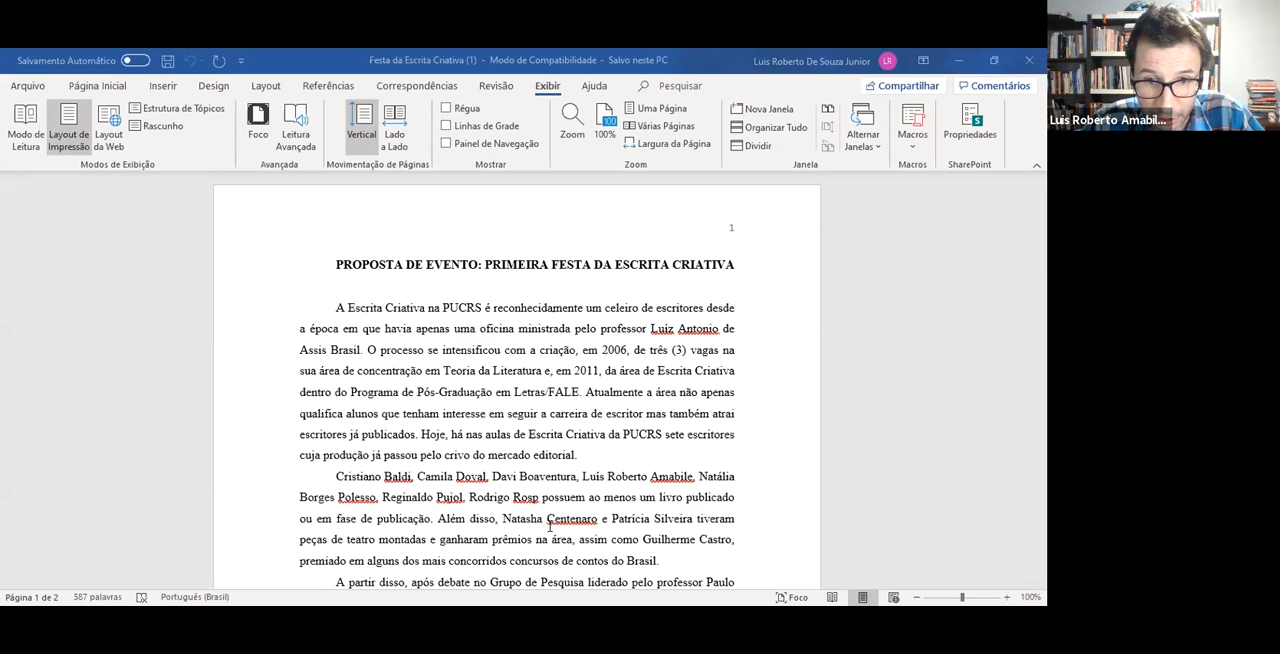 Salvamento Automático
Festa da Escrita Criativa (1) - Modo de Compatibilidade - Salvo neste PC
Luis Roberto De Souza Junior LR
Arquivo Página Inicial Inserir Design Layout Referências Correspondências Revisão Exibir Ajuda Pesquisar Compartilhar Comentários
Modo de Leitura
Layout de Impressão
Layout da Web
Estrutura de Tópicos
Rascunho
Modos de Exibição
Foco
Leitura Avançada
Avançada
Vertical
Lado a Lado
Movimentação de Páginas
Régua
Linhas de Grade
Painel de Navegação
Mostrar
Zoom
100
100%
Uma Página
Várias Páginas
Largura da Página
Zoom
Nova Janela
Organizar Tudo
Dividir
Alternar Janelas
Janela
Macros
Macros
Propriedades
SharePoint
Luis Roberto Amabil...
1
PROPOSTA DE EVENTO: PRIMEIRA FESTA DA ESCRITA CRIATIVA
A Escrita Criativa na PUCRS é reconhecidamente um celeiro de escritores desde
a época em que havia apenas uma oficina ministrada pelo professor Luíz Antonio de
Assis Brasil. O processo se intensificou com a criação, em 2006, de três (3) vagas na
sua área de concentração em Teoria da Literatura e, em 2011, da área de Escrita Criativa
dentro do Programa de Pós-Graduação em Letras/FALE. Atualmente a área não apenas
qualifica alunos que tenham interesse em seguir a carreira de escritor mas também atrai
escritores já publicados. Hoje, há nas aulas de Escrita Criativa da PUCRS sete escritores
cuja produção já passou pelo crivo do mercado editorial.
Cristiano Baldi, Camila Doval, Davi Boaventura, Luís Roberto Amabile, Natália
Borges Polesso, Reginaldo Pujol, Rodrigo Rosp possuem ao menos um livro publicado
ou em fase de publicação. Além disso, Natasha Centenaro e Patrícia Silveira tiveram
peças de teatro montadas e ganharam prêmios na área, assim como Guilherme Castro,
premiado em alguns dos mais concorridos concursos de contos do Brasil.
A partir disso, após debate no Grupo de Pesquisa liderado pelo professor Paulo
Página 1 de 2 587 palavras Português (Brasil) Foco 100%